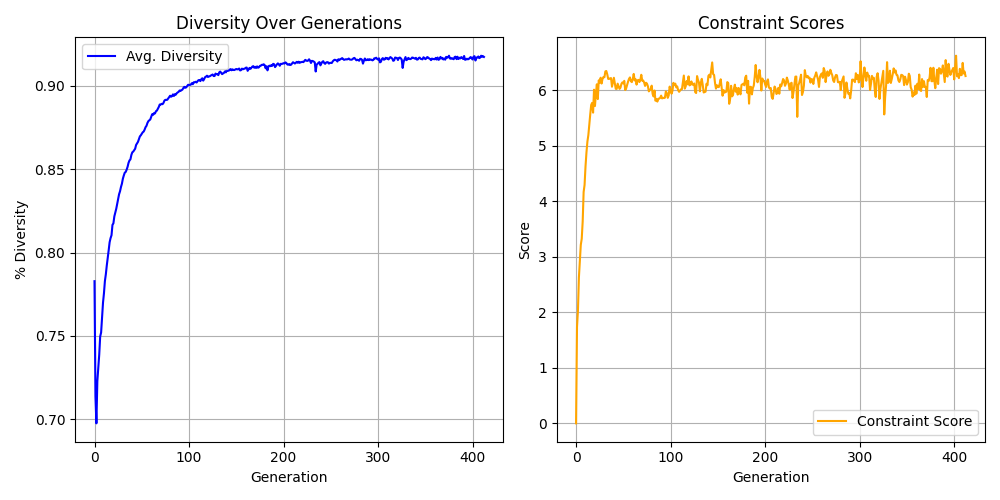 Diversity Over Generations
Avg. Diversity
% Diversity
0.90
0.85
0.80
0.75
0.70
0
100
200
300
400
Generation
Constraint Scores
Score
6
5
4
3
2
1
0
Constraint Score
0
100
200
300
400
Generation